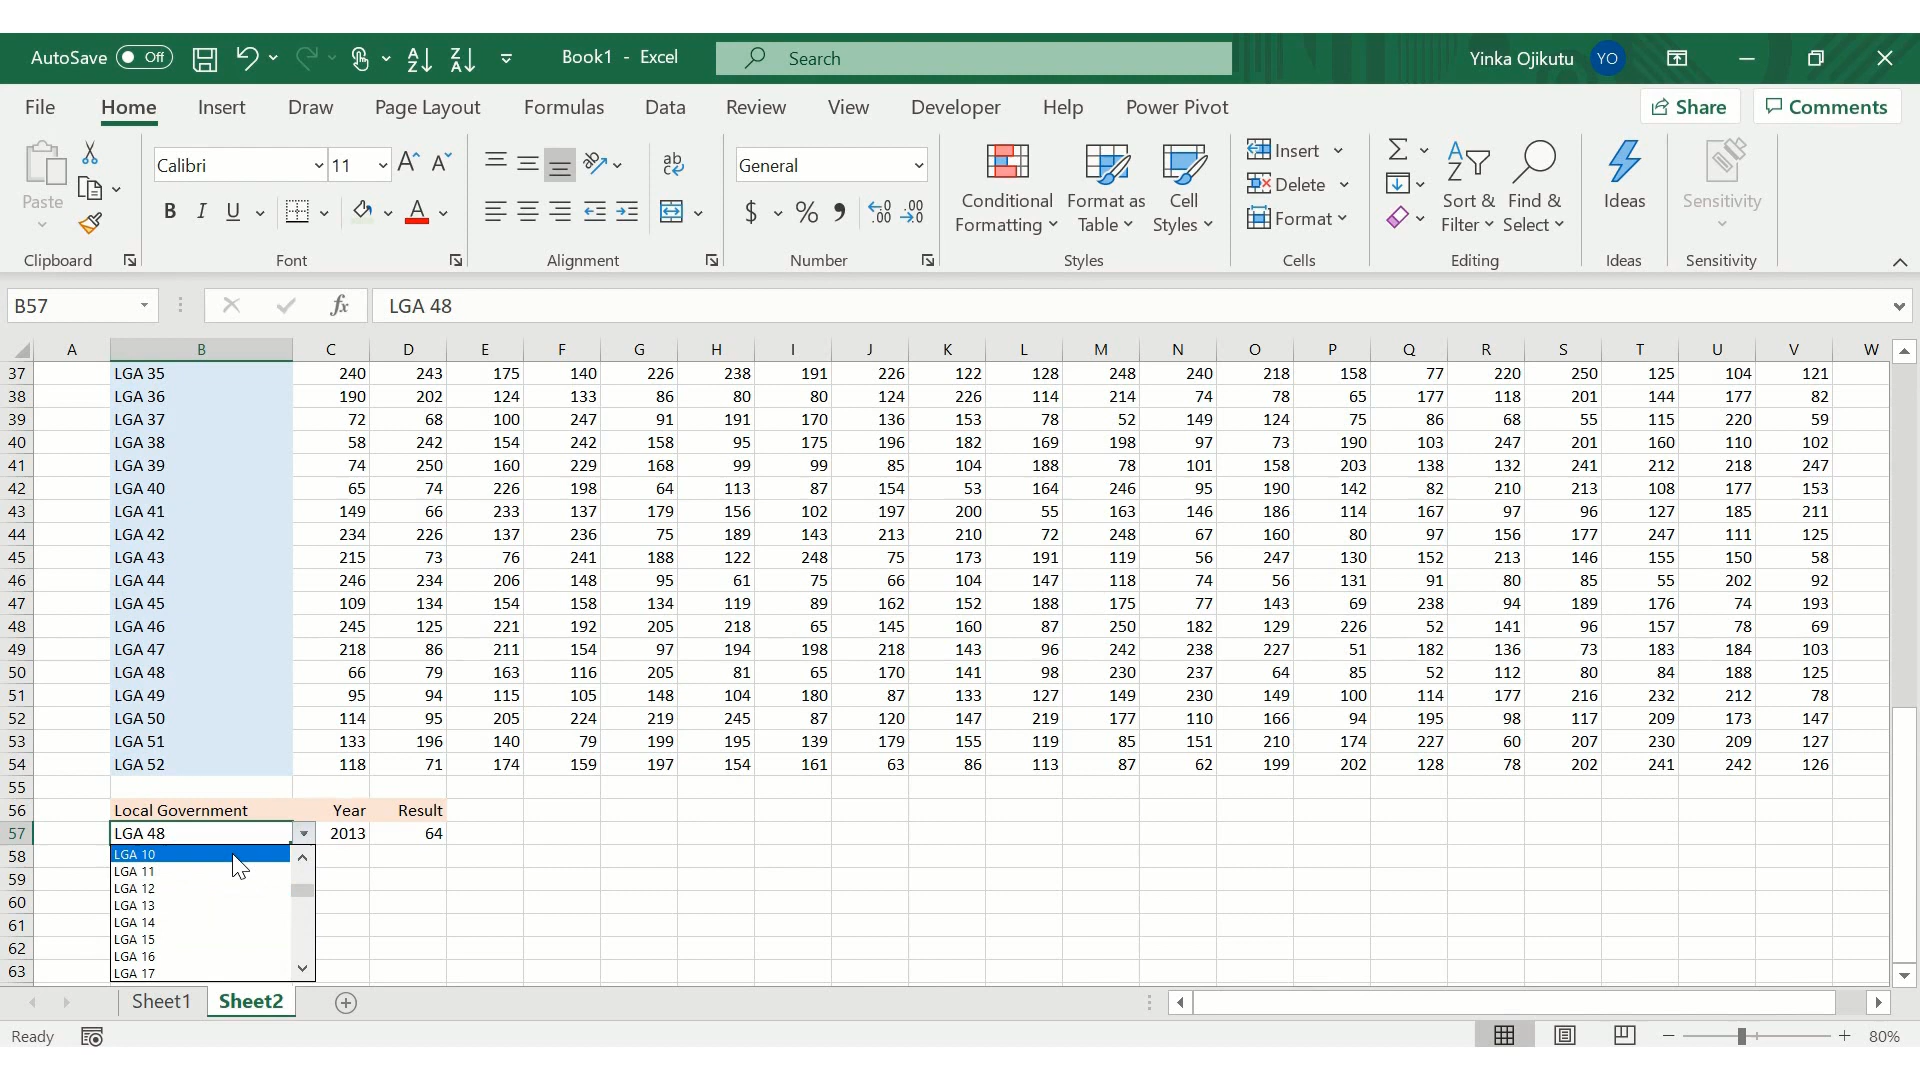 AutoSave Off Book1 - Excel Search Yinka Ojikutu YO
File Home Insert Draw Page Layout Formulas Data Review View Developer Help Power Pivot Share Comments
Paste
Clipboard
Calibri 11
B I U A
Font
ab
Alignment
General
$ % .00
Number
Conditional Formatting
Format as Table
Cell Styles
Styles
Insert
Delete
Format
Cells
Sort & Filter
Find & Select
Editing
Ideas
Ideas
Sensitivity
Sensitivity
B57 fx LGA 48
A B C D E F G H I J K L M N O P Q R S T U V W
37 LGA 35 240 243 175 140 226 238 191 226 122 128 248 240 218 158 77 220 250 125 104 121
38 LGA 36 190 202 124 133 86 80 80 124 226 114 214 74 78 65 177 118 201 144 177 82
39 LGA 37 72 68 100 247 91 191 170 136 153 78 52 149 124 75 86 68 55 115 220 59
40 LGA 38 58 242 154 242 158 95 175 196 182 169 198 97 73 190 103 247 201 160 110 102
41 LGA 39 74 250 160 229 168 99 99 85 104 188 78 101 158 203 138 132 241 212 218 247
42 LGA 40 65 74 226 198 64 113 87 154 53 164 246 95 190 142 82 210 213 108 177 153
43 LGA 41 149 66 233 137 179 156 102 197 200 55 163 146 186 114 167 97 96 127 185 211
44 LGA 42 234 226 137 236 75 189 143 213 210 72 248 67 160 80 97 156 177 247 111 125
45 LGA 43 215 73 76 241 188 122 248 75 173 191 119 56 247 130 152 213 146 155 150 58
46 LGA 44 246 234 206 148 95 61 75 66 104 147 118 74 56 131 91 80 85 55 202 92
47 LGA 45 109 134 154 158 134 119 89 162 152 188 175 77 143 69 238 94 189 176 74 193
48 LGA 46 245 125 221 192 205 218 65 145 160 87 250 182 129 226 52 141 96 157 78 69
49 LGA 47 218 86 211 154 97 194 198 218 143 96 242 238 227 51 182 136 73 183 184 103
50 LGA 48 66 79 163 116 205 81 65 170 141 98 230 237 64 85 52 112 80 84 188 125
51 LGA 49 95 94 115 105 148 104 180 87 133 127 149 230 149 100 114 177 216 232 212 78
52 LGA 50 114 95 205 224 219 245 87 120 147 219 177 110 166 94 195 98 117 209 173 147
53 LGA 51 133 196 140 79 199 195 139 179 155 119 85 151 210 174 227 60 207 230 209 127
54 LGA 52 118 71 174 159 197 154 161 63 86 113 87 62 199 202 128 78 202 241 242 126
55
56 Local Government Year Result
57 LGA 48 2013 64
58 LGA 10
LGA 11
59 LGA 12
60 LGA 13
61 LGA 14
LGA 15
62 LGA 16
63 LGA 17
Sheet1 Sheet2
Ready 80%